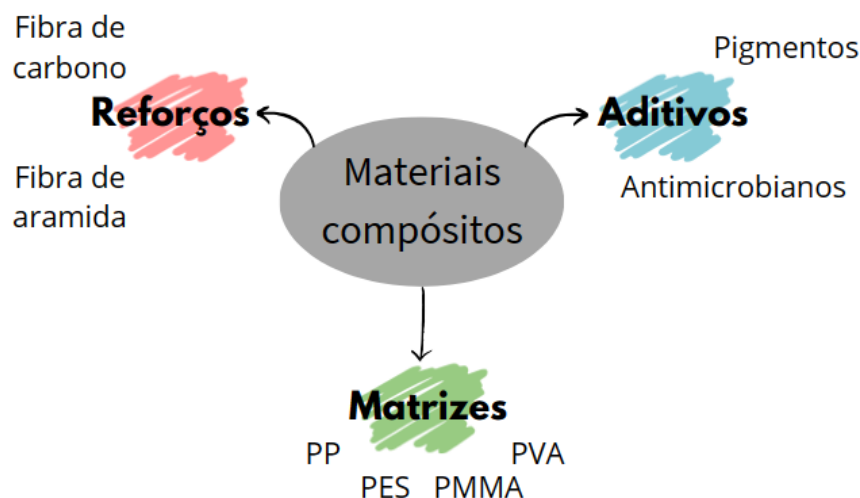 Fibra de
carbono
Reforços
Fibra de
aramida
Pigmentos
Aditivos
Antimicrobianos
Materiais
compósitos
Matrizes
PP
PVA
PES
PMMA